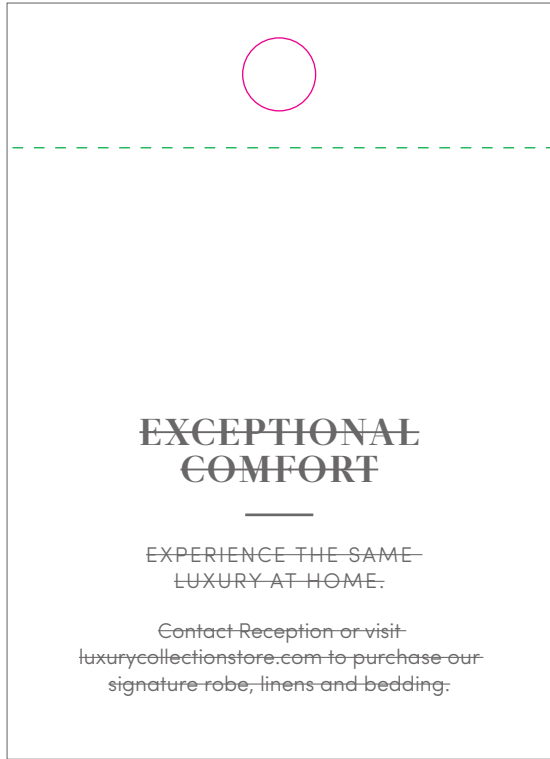 EXCEPTIONAL
COMFORT
EXPERIENCE THE SAME
LUXURY AT HOME.
Contact Reception or visit
luxurycollectionstore.com to purchase our
signature robe, linens and bedding.